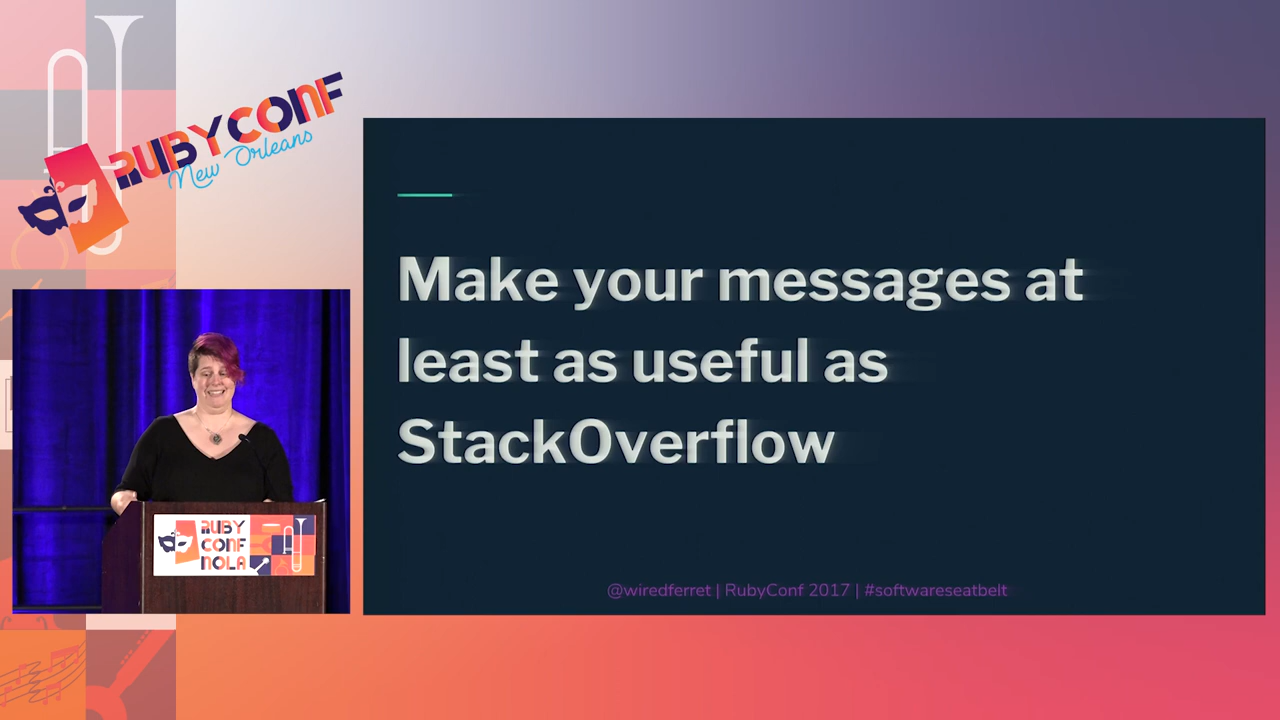 RUBYCONF
New Orleans
Make your messages at
least as useful as
StackOverflow
@wiredferret | RubyConf 2017 | #softwareseatbelt
RUBY
CONF
NOLA